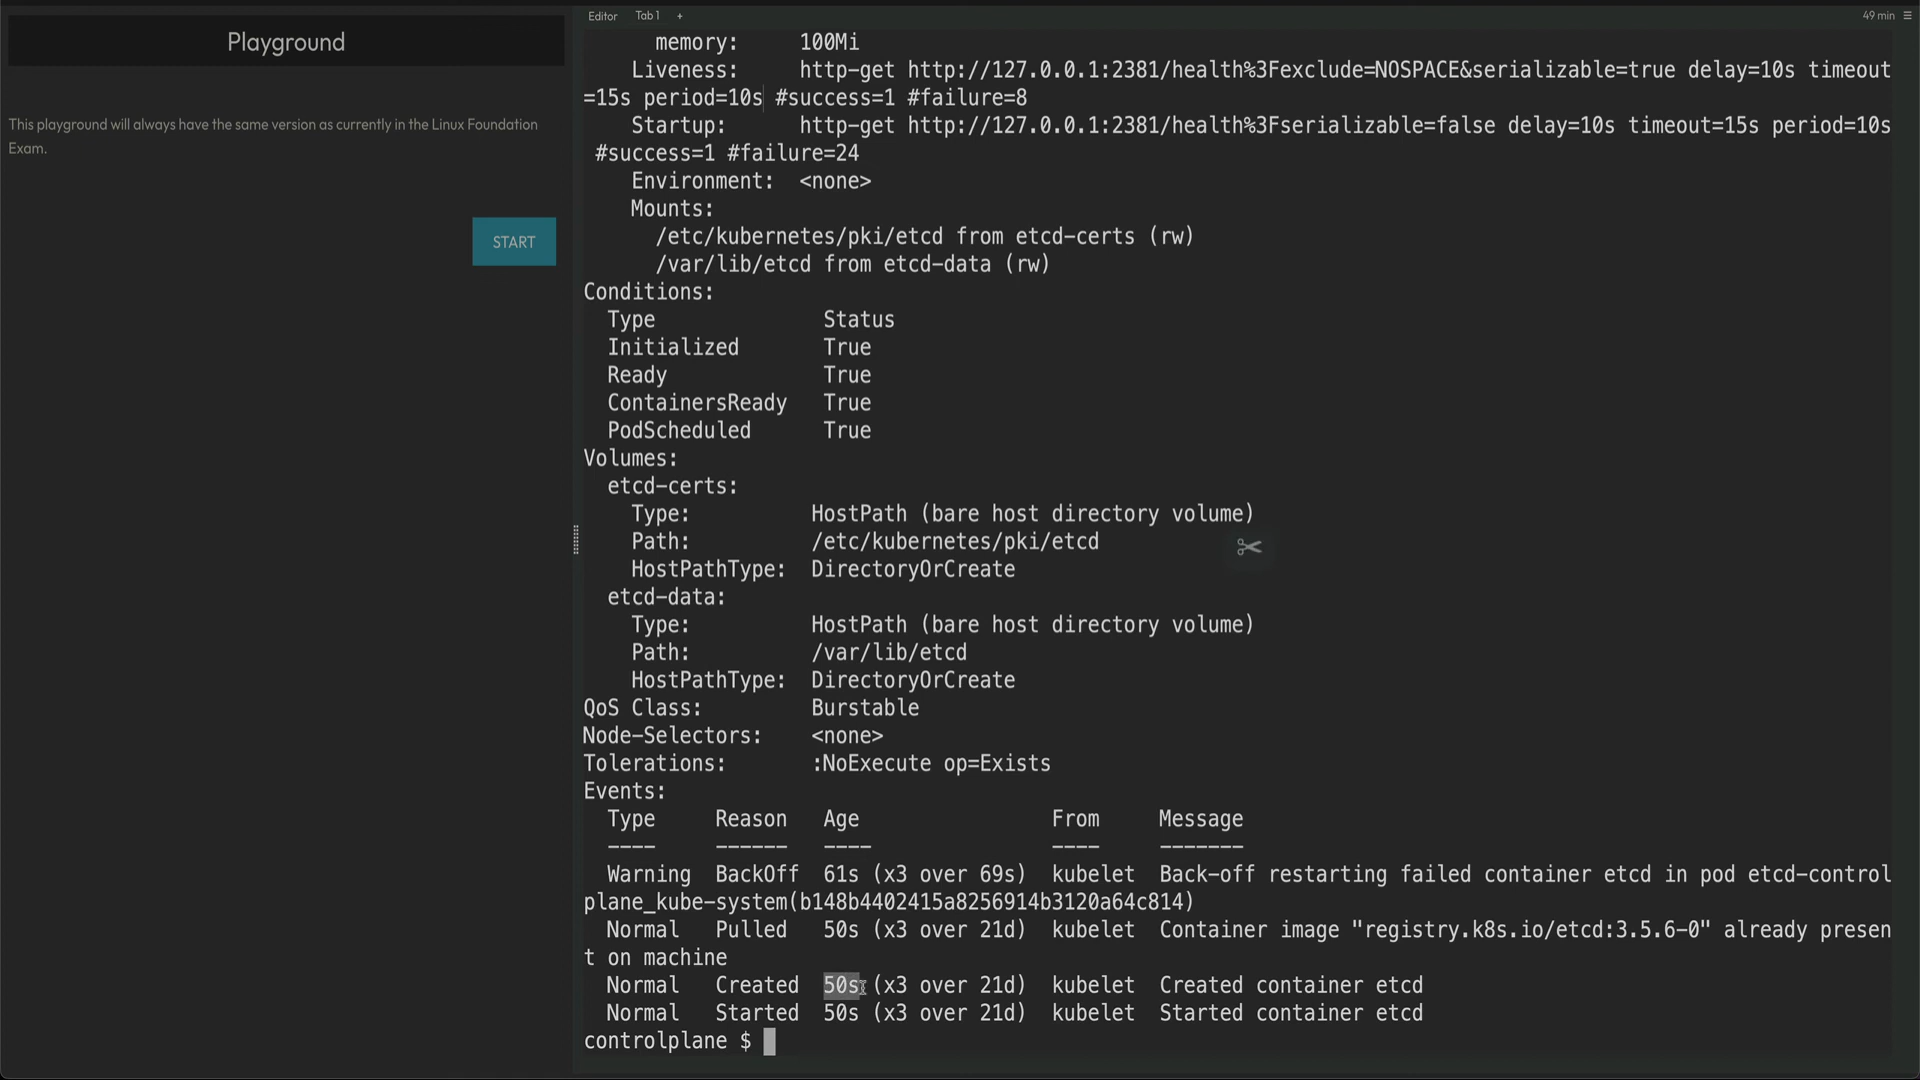 Editor Tab 1 + 49 min
Playground
This playground will always have the same version as currently in the Linux Foundation
Exam.
START
memory: 100Mi
Liveness: http-get http://127.0.0.1:2381/health%3Fexclude=NOSPACE&serializable=true delay=10s timeout
=15s period=10s #success=1 #failure=8
Startup: http-get http://127.0.0.1:2381/health%3Fserializable=false delay=10s timeout=15s period=10s
#success=1 #failure=24
Environment: <none>
Mounts:
/etc/kubernetes/pki/etcd from etcd-certs (rw)
/var/lib/etcd from etcd-data (rw)
Conditions:
Type Status
Initialized True
Ready True
ContainersReady True
PodScheduled True
Volumes:
etcd-certs:
Type: HostPath (bare host directory volume)
Path: /etc/kubernetes/pki/etcd
HostPathType: DirectoryOrCreate
etcd-data:
Type: HostPath (bare host directory volume)
Path: /var/lib/etcd
HostPathType: DirectoryOrCreate
QoS Class: Burstable
Node-Selectors: <none>
Tolerations: :NoExecute op=Exists
Events:
Type Reason Age From Message
---- ------ ---- ---- -------
Warning BackOff 61s (x3 over 69s) kubelet Back-off restarting failed container etcd in pod etcd-control
plane_kube-system(b148b4402415a8256914b3120a64c814)
Normal Pulled 50s (x3 over 21d) kubelet Container image "registry.k8s.io/etcd:3.5.6-0" already presen
t on machine
Normal Created 50s (x3 over 21d) kubelet Created container etcd
Normal Started 50s (x3 over 21d) kubelet Started container etcd
controlplane $